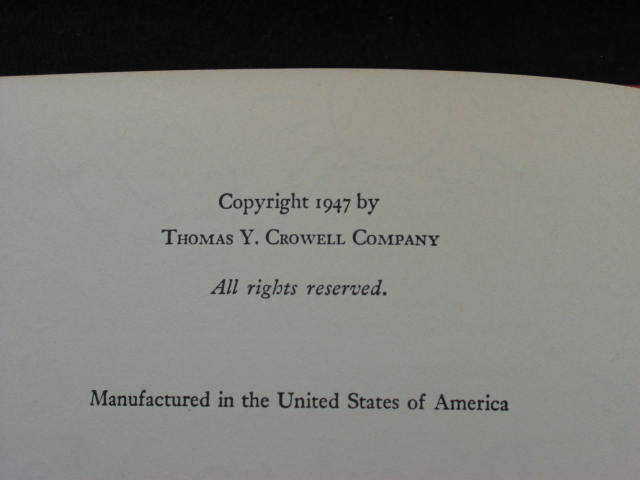 Copyright 1947 by
THOMAS Y. CROWELL COMPANY
All rights reserved.
Manufactured in the United States of America